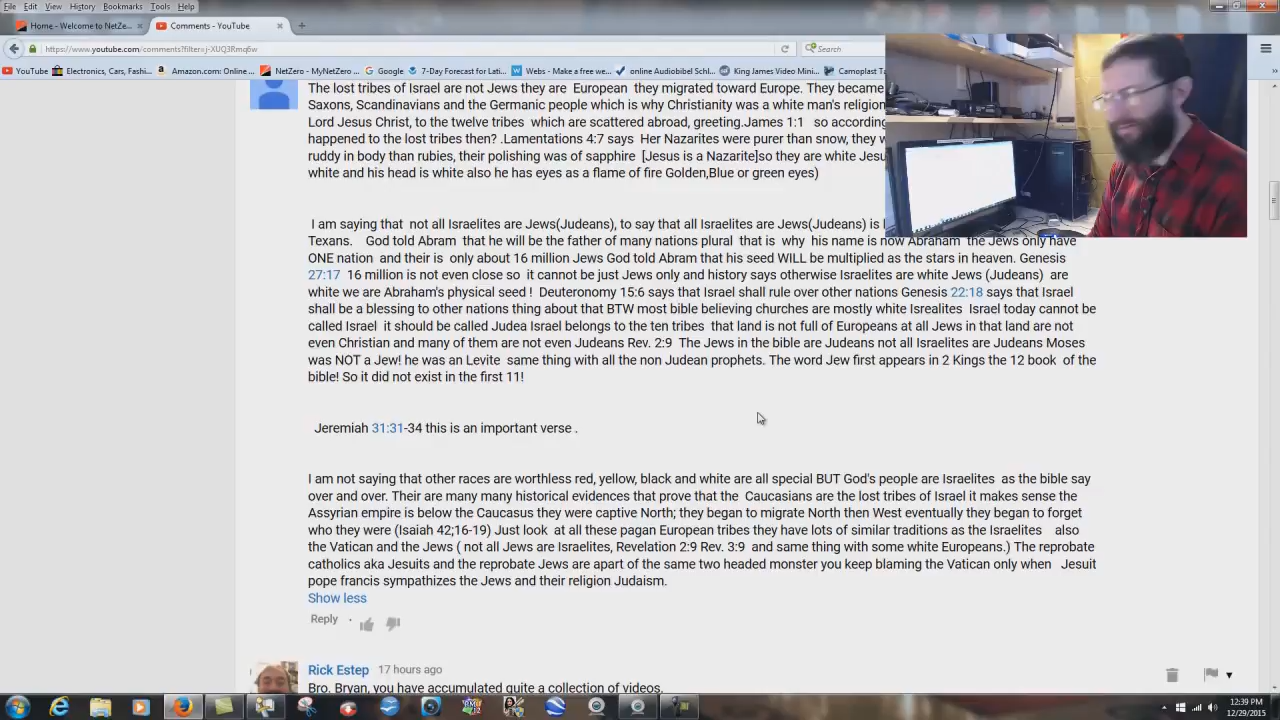 File Edit View History Bookmarks Tools Help
Home - Welcome to NetZe... × Comments - YouTube × +
https://www.youtube.com/comments?filter=j-XUQ3Rmq6w Search
YouTube Electronics, Cars, Fashi... Amazon.com: Online ... NetZero - MyNetZero ... Google 7-Day Forecast for Lati... Webs - Make a free we... online Audiobibel Schl... King James Video Mini... Camoplast Ta
The lost tribes of Israel are not Jews they are European they migrated toward Europe. They became
Saxons, Scandinavians and the Germanic people which is why Christianity was a white man's religion
Lord Jesus Christ, to the twelve tribes which are scattered abroad, greeting.James 1:1 so according
happened to the lost tribes then? .Lamentations 4:7 says Her Nazarites were purer than snow, they w
ruddy in body than rubies, their polishing was of sapphire [Jesus is a Nazarite]so they are white Jesu
white and his head is white also he has eyes as a flame of fire Golden,Blue or green eyes)
I am saying that not all Israelites are Jews(Judeans), to say that all Israelites are Jews(Judeans) is l
Texans. God told Abram that he will be the father of many nations plural that is why his name is now Abraham the Jews only have
ONE nation and their is only about 16 million Jews God told Abram that his seed WILL be multiplied as the stars in heaven. Genesis
27:17 16 million is not even close so it cannot be just Jews only and history says otherwise Israelites are white Jews (Judeans) are
white we are Abraham's physical seed ! Deuteronomy 15:6 says that Israel shall rule over other nations Genesis 22:18 says that Israel
shall be a blessing to other nations thing about that BTW most bible believing churches are mostly white Isrealites Israel today cannot be
called Israel it should be called Judea Israel belongs to the ten tribes that land is not full of Europeans at all Jews in that land are not
even Christian and many of them are not even Judeans Rev. 2:9 The Jews in the bible are Judeans not all Israelites are Judeans Moses
was NOT a Jew! he was an Levite same thing with all the non Judean prophets. The word Jew first appears in 2 Kings the 12 book of the
bible! So it did not exist in the first 11!
Jeremiah 31:31-34 this is an important verse .
I am not saying that other races are worthless red, yellow, black and white are all special BUT God's people are Israelites as the bible say
over and over. Their are many many historical evidences that prove that the Caucasians are the lost tribes of Israel it makes sense the
Assyrian empire is below the Caucasus they were captive North; they began to migrate North then West eventually they began to forget
who they were (Isaiah 42;16-19) Just look at all these pagan European tribes they have lots of similar traditions as the Israelites also
the Vatican and the Jews ( not all Jews are Israelites, Revelation 2:9 Rev. 3:9 and same thing with some white Europeans.) The reprobate
catholics aka Jesuits and the reprobate Jews are apart of the same two headed monster you keep blaming the Vatican only when Jesuit
pope francis sympathizes the Jews and their religion Judaism.
Show less
Reply
Rick Estep 17 hours ago
Bro. Bryan, you have accumulated quite a collection of videos.
12:39 PM
12/29/2015